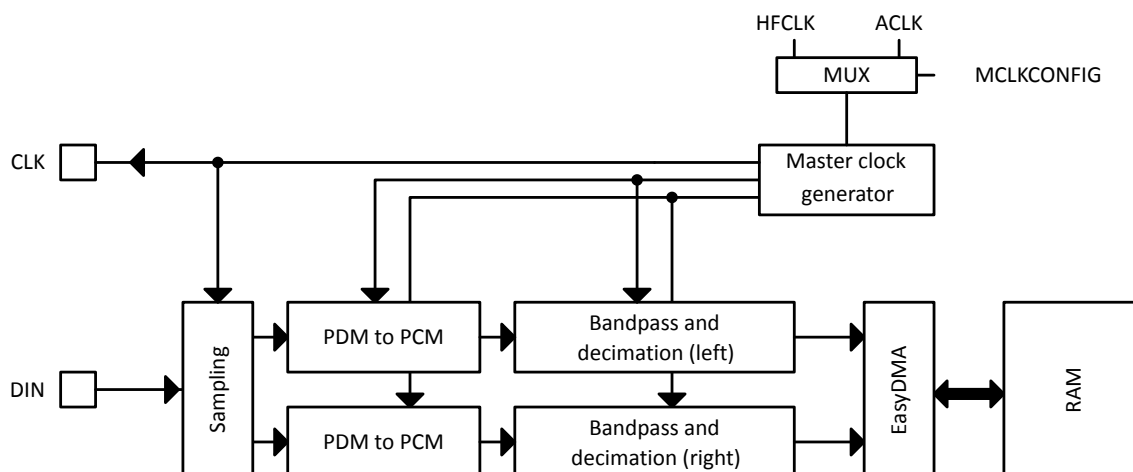 HFCLK
ACLK
MUX
MCLKCONFIG
CLK
Master clock
generator
DIN
Sampling
PDM to PCM
Bandpass and
decimation (left)
PDM to PCM
Bandpass and
decimation (right)
EasyDMA
RAM